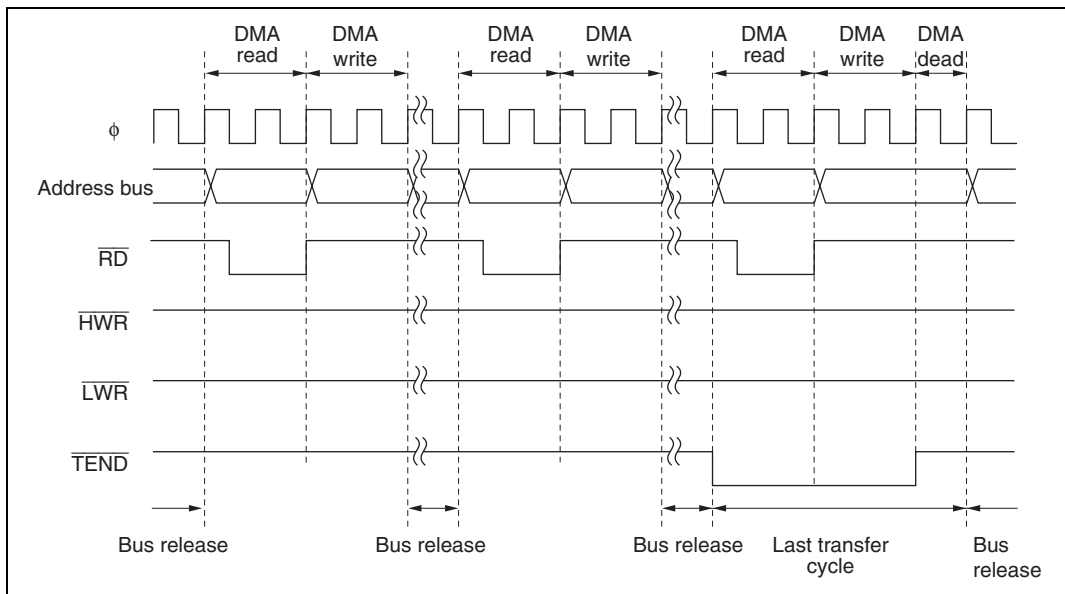 DMA read
DMA write
DMA read
DMA write
DMA read
DMA write
DMA dead
ϕ
Address bus
RD
HWR
LWR
TEND
Bus release
Bus release
Bus release
Last transfer cycle
Bus release